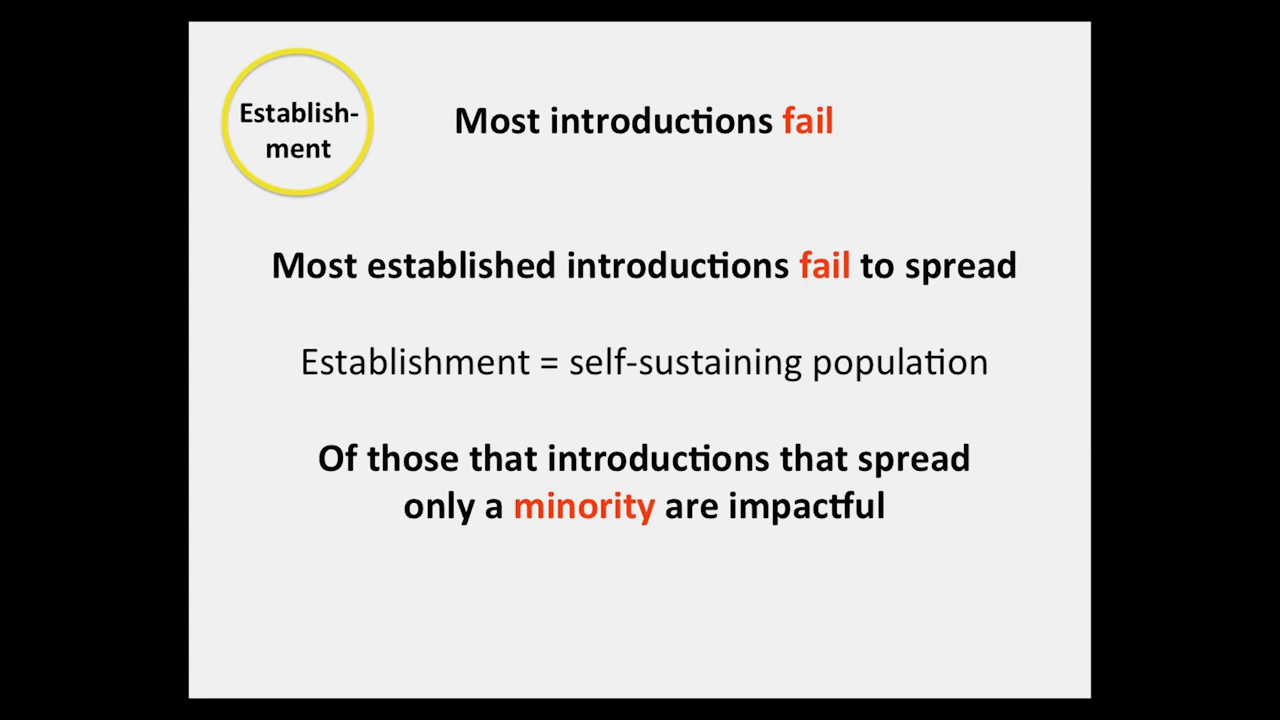 Establish-
ment
Most introductions fail
Most established introductions fail to spread
Establishment = self-sustaining population
Of those that introductions that spread
only a minority are impactful